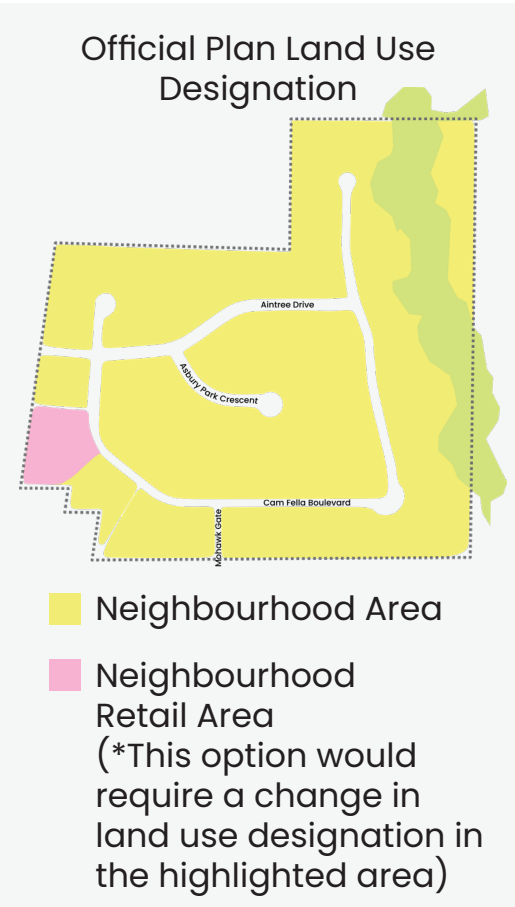 Official Plan Land Use
Designation
Aintree Drive
Asbury Park Crescent
Cam Fella Boulevard
Mohawk Gate
Neighbourhood Area
Neighbourhood
Retail Area
(*This option would
require a change in
land use designation in
the highlighted area)